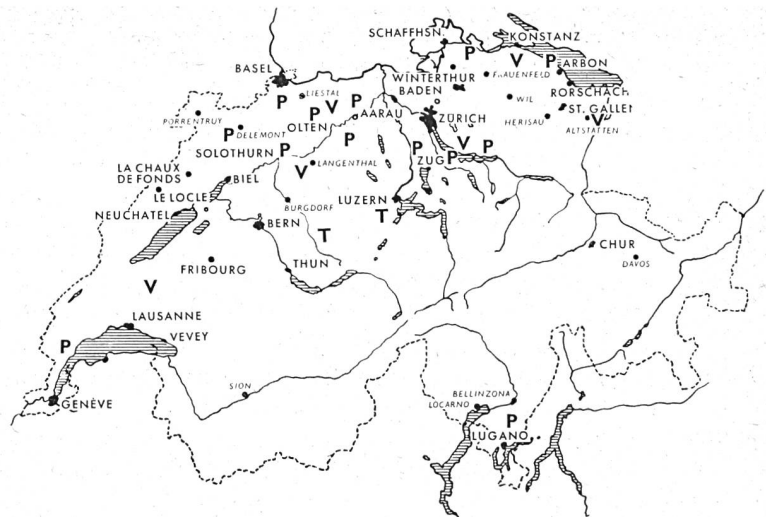 SCHAFFHSN.
KONSTANZ
P
V
P
ARBON
BASEL
WINTERTHUR
FRAUENFELD
BADEN
RORSCHACH
LIESTAL
P
P
V
P
WIL
ST. GALLEN
PORRENTRUY
OLTEN
AARAU
ZÜRICH
HERISAU
V
ALTSTÄTTEN
P
DELEMONT
P
V
P
SOLOTHURN
P
P
ZUG
P
LA CHAUX
DE FONDS
V
LANGENTHAL
BIEL
LE LOCLE
LUZERN
BURGDORF
NEUCHATEL
T
BERN
T
CHUR
FRIBOURG
THUN
DAVOS
V
LAUSANNE
VEVEY
P
SION
BELLINZONA
GENÈVE
LOCARNO
P
LUGANO